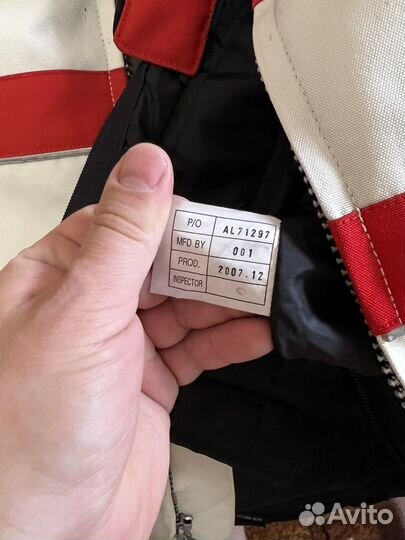 P/O AL71297
MFD BY 001
PROD. 2007.12
INSPECTOR
Avito